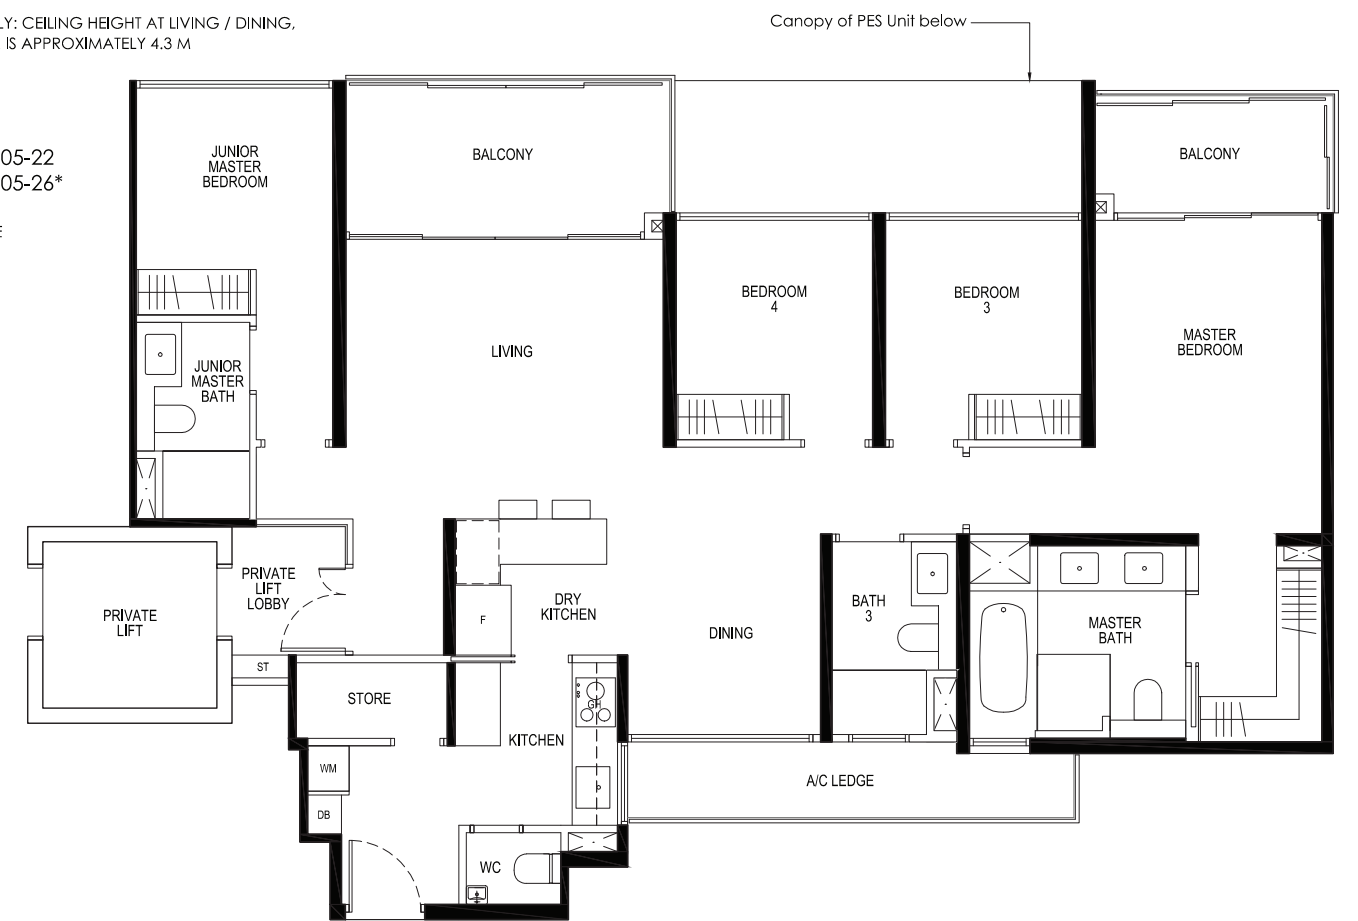 LY: CEILING HEIGHT AT LIVING / DINING,
IS APPROXIMATELY 4.3 M
Canopy of PES Unit below
05-22
05-26*
E
JUNIOR
MASTER
BEDROOM
BALCONY
BALCONY
BEDROOM
4
BEDROOM
3
MASTER
BEDROOM
LIVING
JUNIOR
MASTER
BATH
PRIVATE
LIFT
LOBBY
PRIVATE
LIFT
DRY
KITCHEN
F
DINING
BATH
3
MASTER
BATH
ST
STORE
GH
KITCHEN
WM
DB
A/C LEDGE
WC